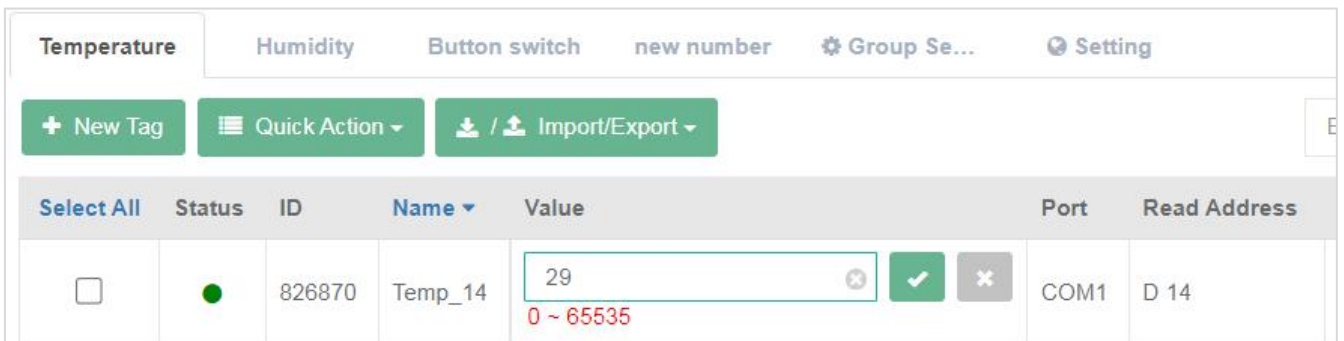 Temperature Humidity Button switch new number Group Se... Setting
New Tag Quick Action / Import/Export
Select All Status ID Name Value Port Read Address
826870 Temp_14 29 COM1 D 14
0 ~ 65535